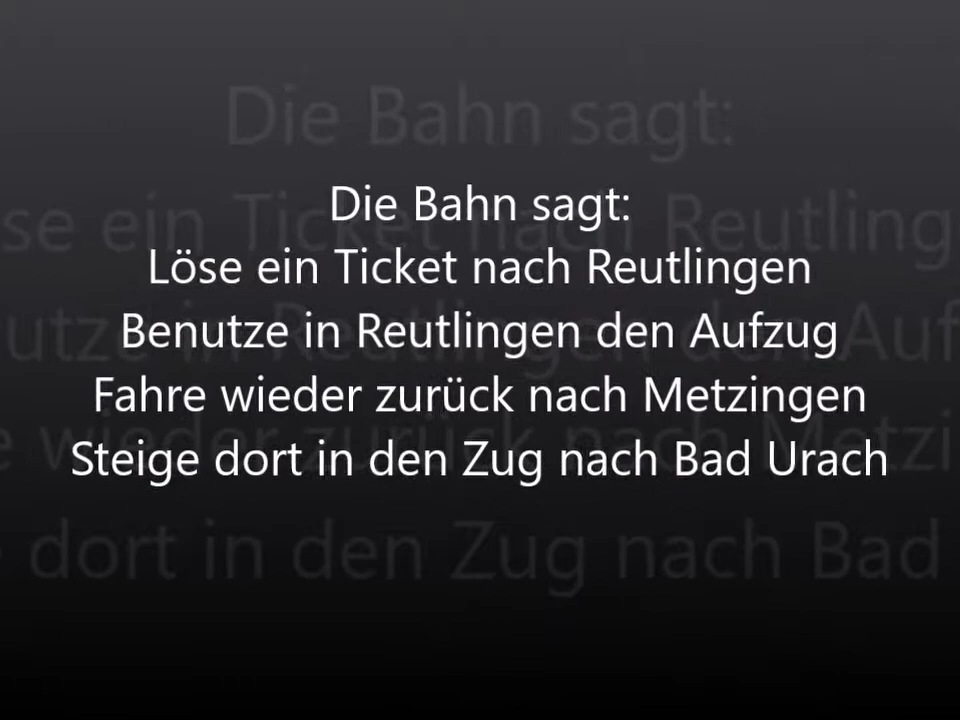 Die Bahn sagt:
Löse ein Ticket nach Reutlingen
Benutze in Reutlingen den Aufzug
Fahre wieder zurück nach Metzingen
Steige dort in den Zug nach Bad Urach